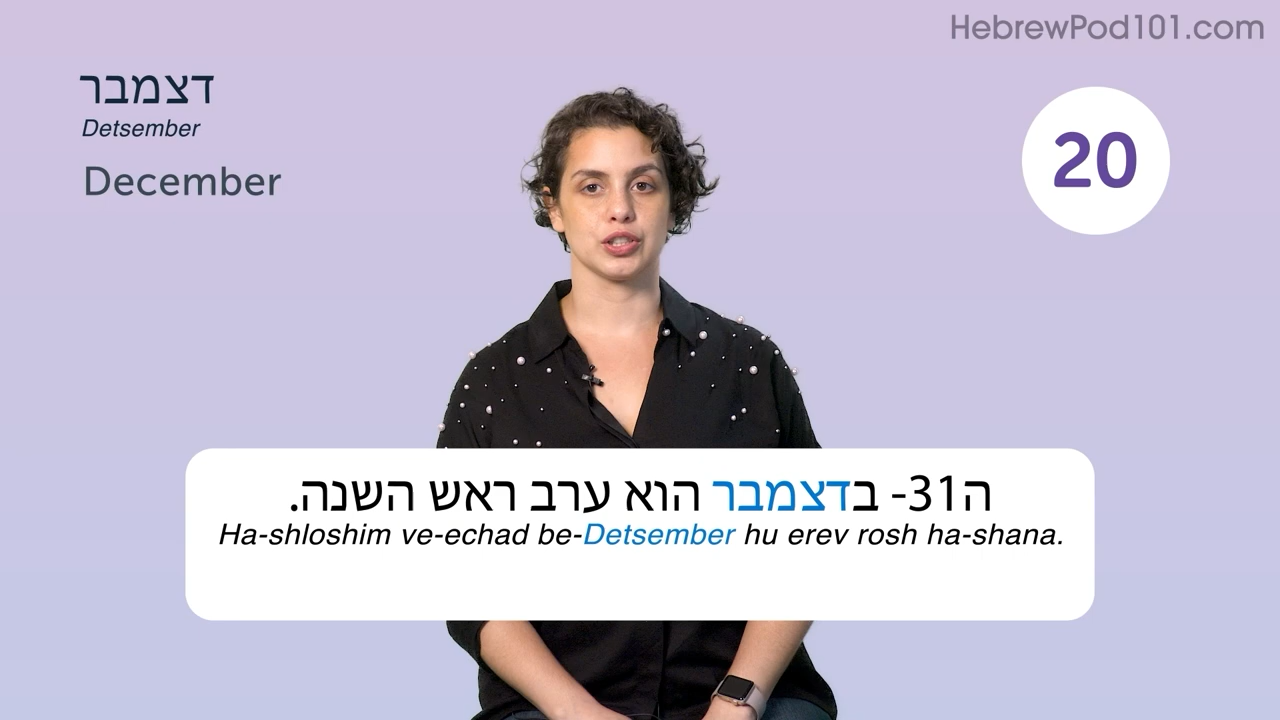 HebrewPod101.com
דצמבר
Detsember
December
20
ה31- בדצמבר הוא ערב ראש השנה.
Ha-shloshim ve-echad be-Detsember hu erev rosh ha-shana.